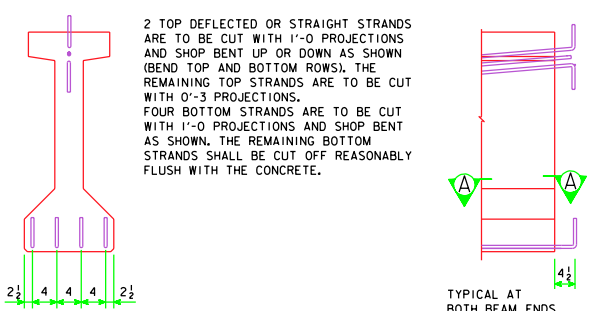 2 TOP DEFLECTED OR STRAIGHT STRANDS
ARE TO BE CUT WITH 1'-0 PROJECTIONS
AND SHOP BENT UP OR DOWN AS SHOWN
(BEND TOP AND BOTTOM ROWS). THE
REMAINING TOP STRANDS ARE TO BE CUT
WITH 0'-3 PROJECTIONS.
FOUR BOTTOM STRANDS ARE TO BE CUT
WITH 1'-0 PROJECTIONS AND SHOP BENT
AS SHOWN. THE REMAINING BOTTOM
STRANDS SHALL BE CUT OFF REASONABLY
FLUSH WITH THE CONCRETE.
A A
4½
2½ 4 4 4 2½
TYPICAL AT
BOTH BEAM ENDS